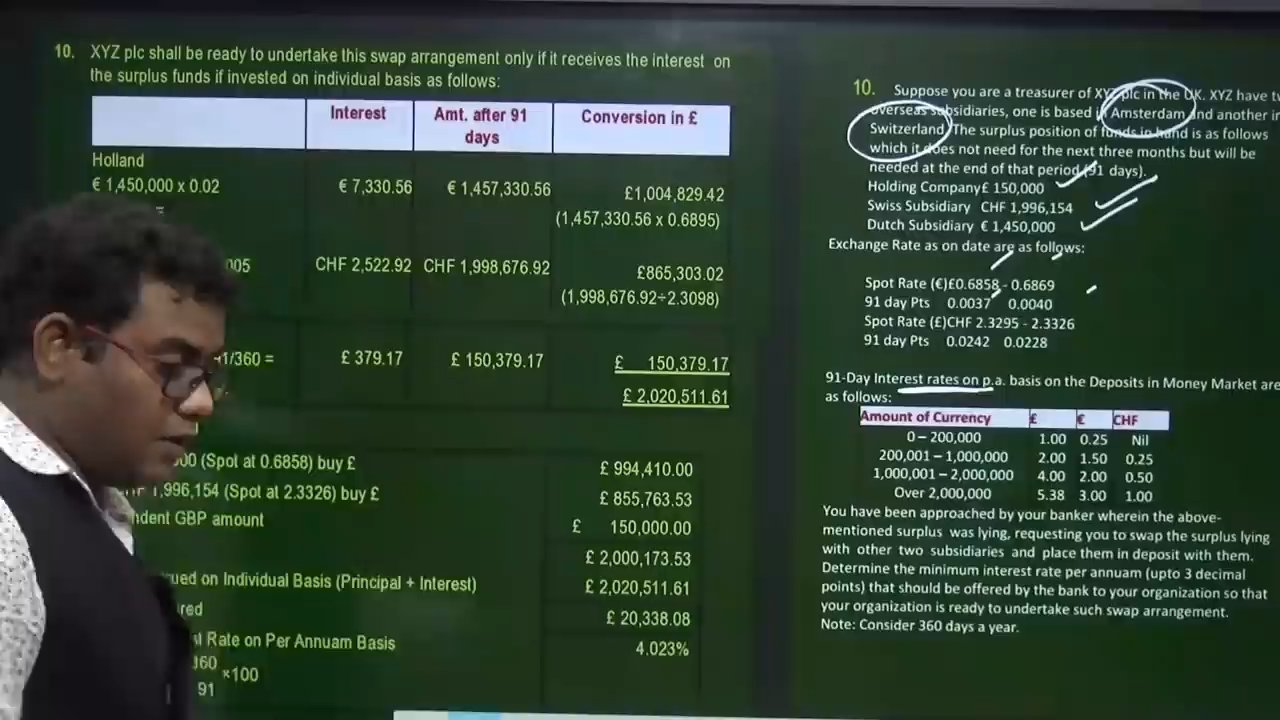 10. XYZ plc shall be ready to undertake this swap arrangement only if it receives the interest on
the surplus funds if invested on individual basis as follows:
Interest Amt. after 91 days Conversion in £
Holland
€ 1,450,000 x 0.02 € 7,330.56 € 1,457,330.56 £1,004,829.42
(1,457,330.56 x 0.6895)
005 CHF 2,522.92 CHF 1,998,676.92 £865,303.02
(1,998,676.92÷2.3098)
1/360 = £ 379.17 £ 150,379.17 £ 150,379.17
£ 2,020,511.61
00 (Spot at 0.6858) buy £ £ 994,410.00
1,996,154 (Spot at 2.3326) buy £ £ 855,763.53
ndent GBP amount £ 150,000.00
£ 2,000,173.53
ued on Individual Basis (Principal + Interest) £ 2,020,511.61
red £ 20,338.08
st Rate on Per Annuam Basis 4.023%
360
×100
91
10. Suppose you are a treasurer of XYZ plc in the UK. XYZ have tw
overseas subsidiaries, one is based in Amsterdam and another in
Switzerland. The surplus position of funds in hand is as follows
which it does not need for the next three months but will be
needed at the end of that period (91 days).
Holding Company £ 150,000
Swiss Subsidiary CHF 1,996,154
Dutch Subsidiary € 1,450,000
Exchange Rate as on date are as follows:
Spot Rate (€)£0.6858 - 0.6869
91 day Pts 0.0037 0.0040
Spot Rate (£)CHF 2.3295 - 2.3326
91 day Pts 0.0242 0.0228
91-Day Interest rates on p.a. basis on the Deposits in Money Market are
as follows:
Amount of Currency £ € CHF
0 – 200,000 1.00 0.25 Nil
200,001 – 1,000,000 2.00 1.50 0.25
1,000,001 – 2,000,000 4.00 2.00 0.50
Over 2,000,000 5.38 3.00 1.00
You have been approached by your banker wherein the above-
mentioned surplus was lying, requesting you to swap the surplus lying
with other two subsidiaries and place them in deposit with them.
Determine the minimum interest rate per annuam (upto 3 decimal
points) that should be offered by the bank to your organization so that
your organization is ready to undertake such swap arrangement.
Note: Consider 360 days a year.